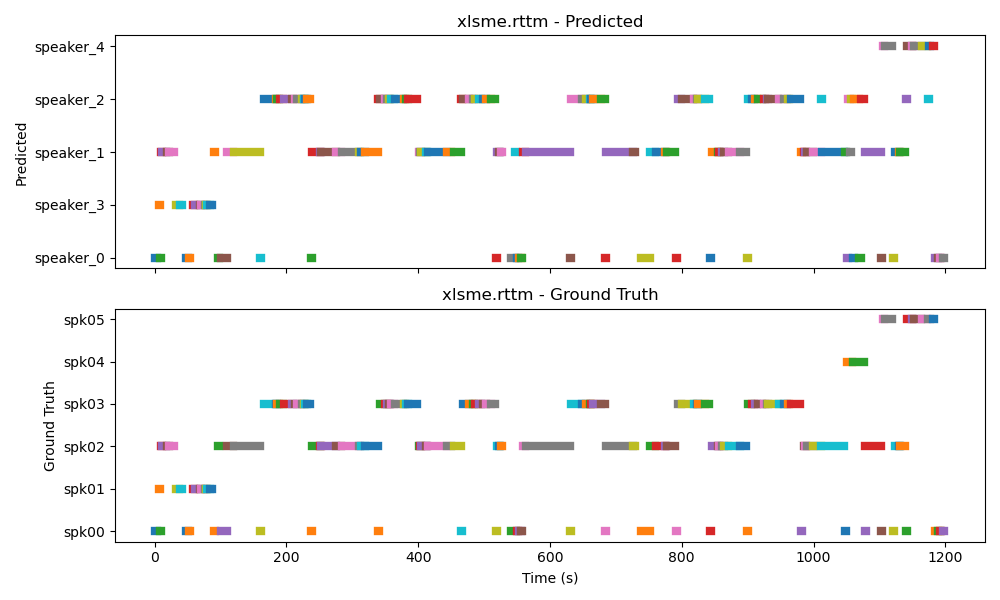 xlsme.rttm - Predicted
Predicted
speaker_4
speaker_2
speaker_1
speaker_3
speaker_0
xlsme.rttm - Ground Truth
Ground Truth
spk05
spk04
spk03
spk02
spk01
spk00
0 200 400 600 800 1000 1200
Time (s)